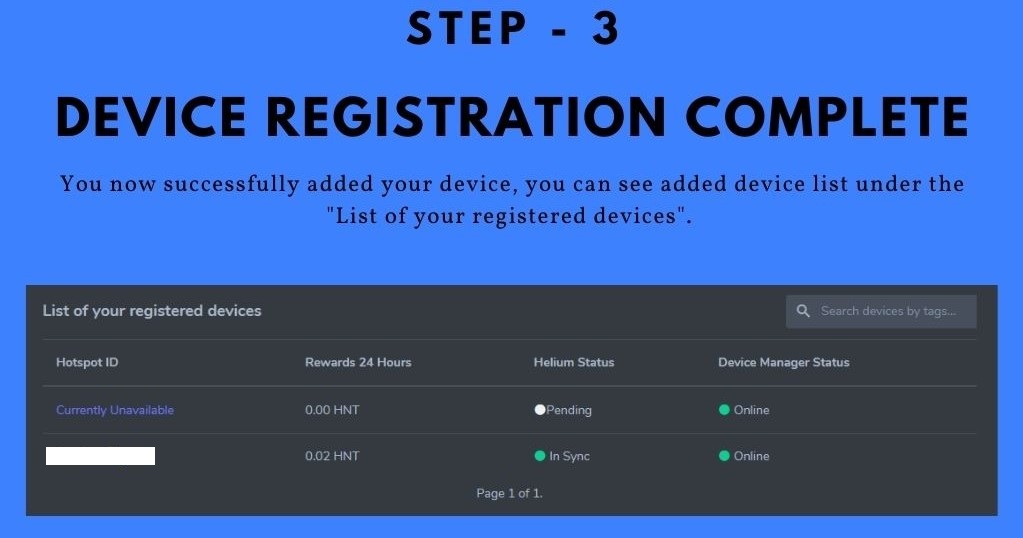 STEP - 3
DEVICE REGISTRATION COMPLETE
You now successfully added your device, you can see added device list under the
"List of your registered devices".
List of your registered devices
Search devices by tags...
Hotspot ID Rewards 24 Hours Helium Status Device Manager Status
Currently Unavailable 0.00 HNT Pending Online
0.02 HNT In Sync Online
Page 1 of 1.